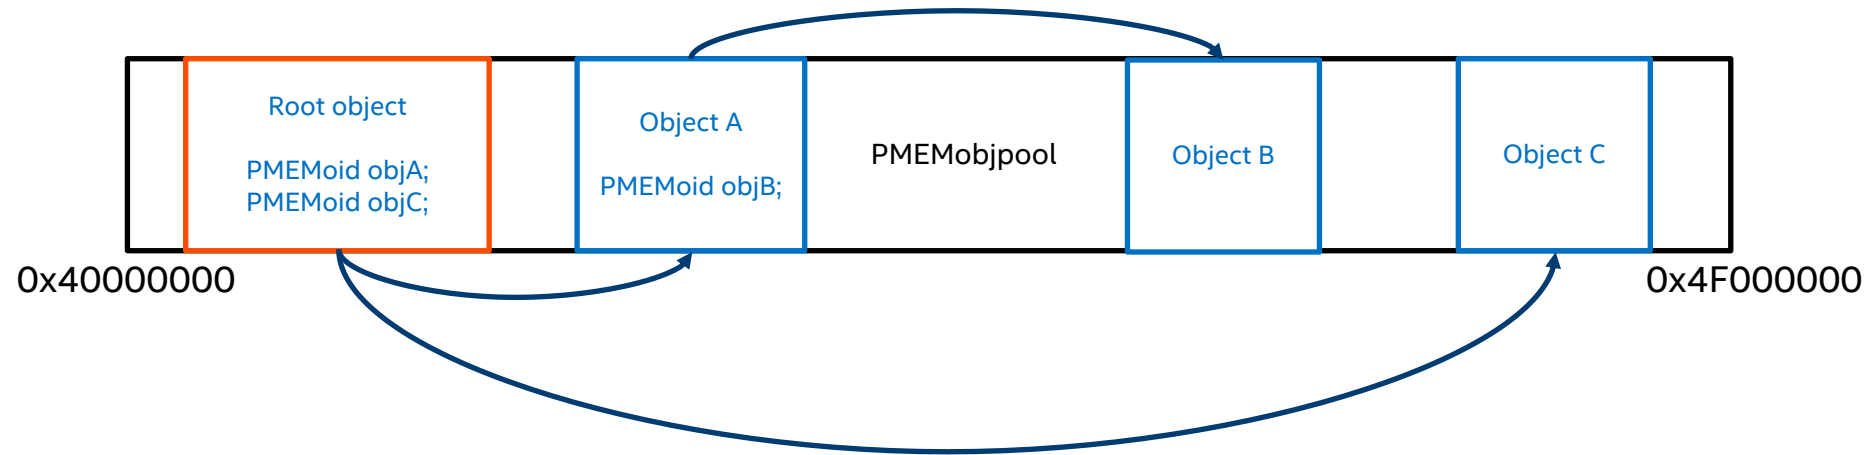 Root object
PMEMoid objA;
PMEMoid objC;
Object A
PMEMoid objB;
PMEMobjpool
Object B
Object C
0x40000000
0x4F000000